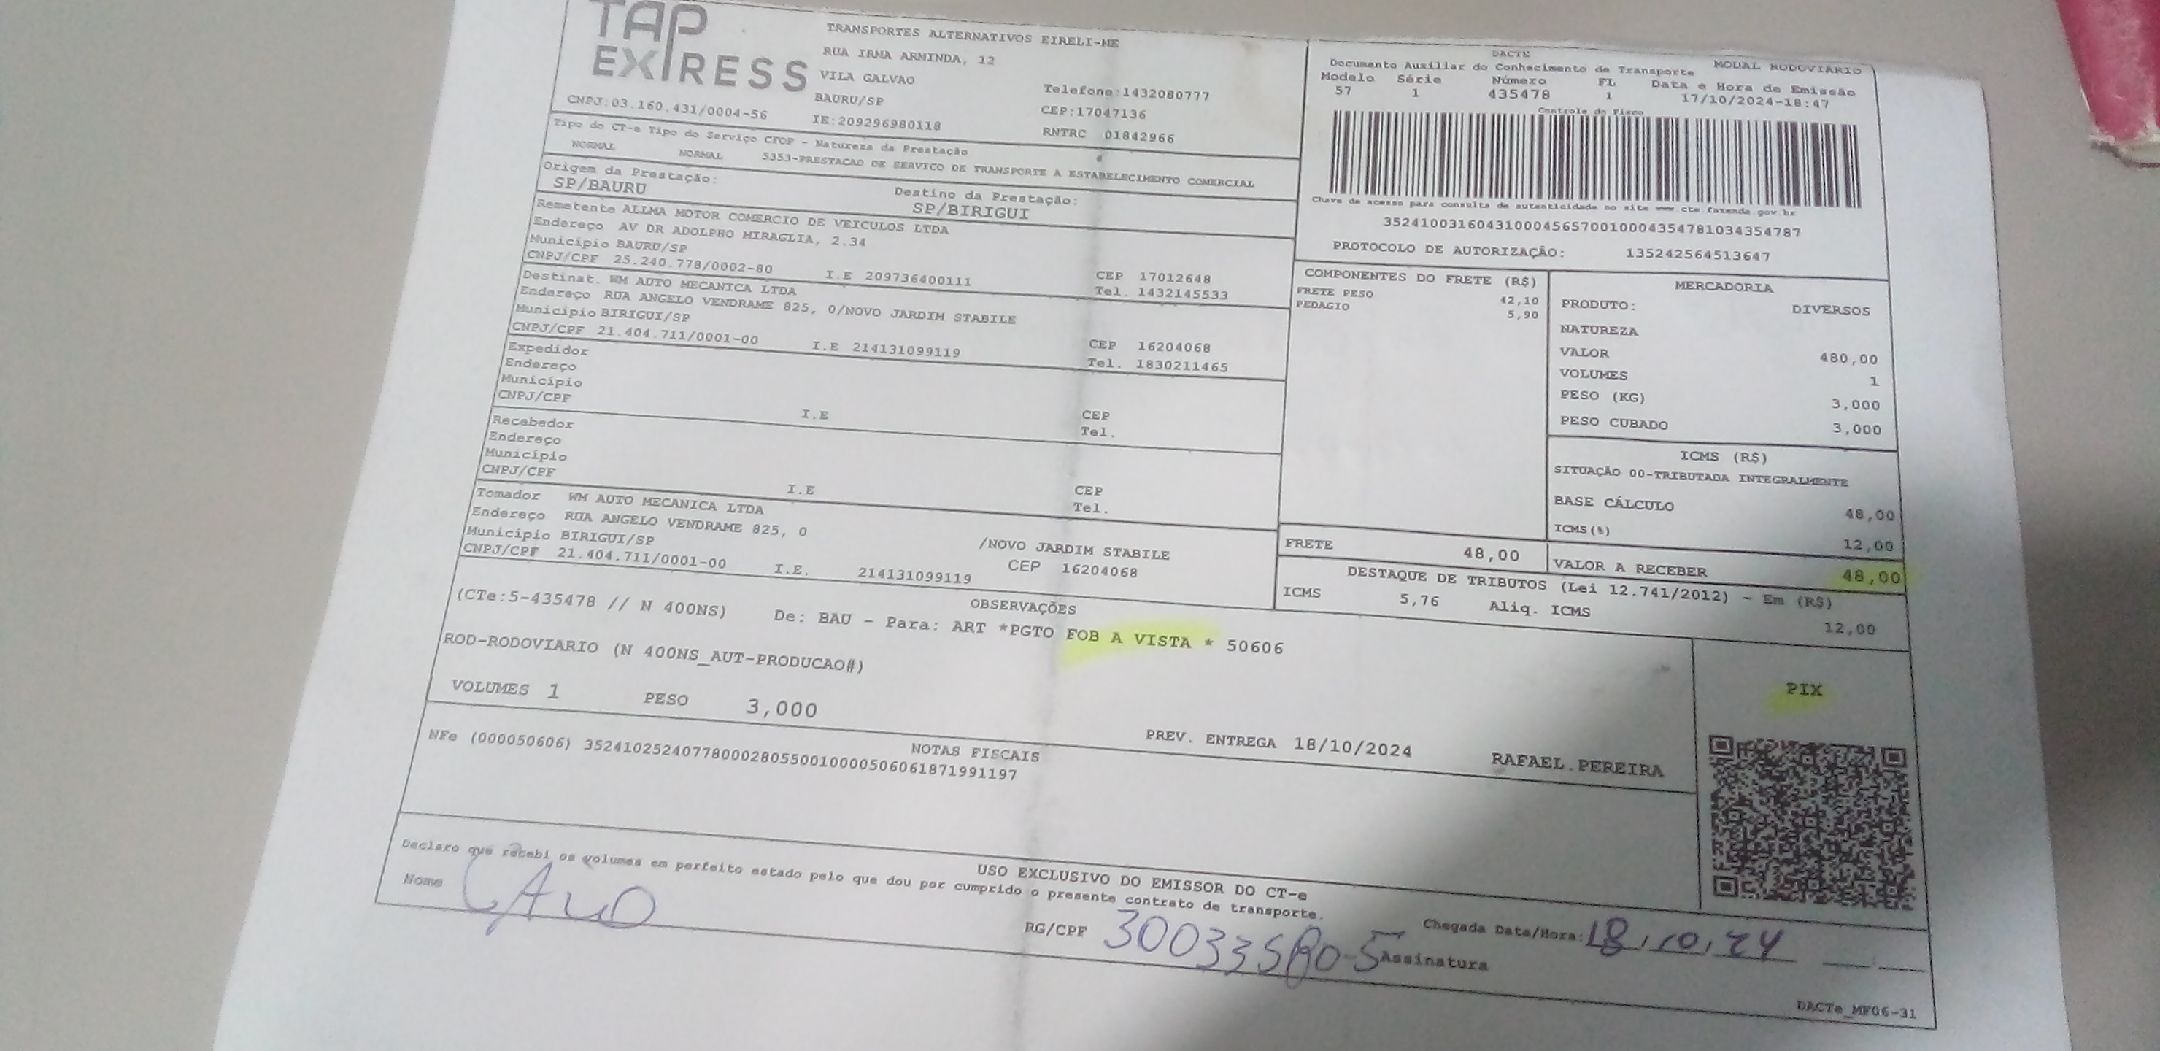 TAP EXPRESS
TRANSPORTES ALTERNATIVOS EIRELI-ME
RUA IRMA ARMINDA, 12
VILA GALVAO
BAURU/SP
IE:209296980118
Telefone:1432080777
CEP:17047136
RNTRC 01842966
CNPJ:03.160.431/0004-56
DACTE
MODAL RODOVIÁRIO
Documento Auxiliar do Conhecimento de Transporte
Modelo Série Número FL Data e Hora de Emissão
57 1 435478 1 17/10/2024-18:47
Controle do Fisco
Chave de acesso para consulta de autenticidade no site www.cte.fazenda.gov.br
35241003160431000456570010004354781034354787
PROTOCOLO DE AUTORIZAÇÃO: 135242564513647
Tipo do CT-e Tipo do Serviço CFOP - Natureza da Prestação
NORMAL NORMAL 5353-PRESTACAO DE SERVICO DE TRANSPORTE A ESTABELECIMENTO COMERCIAL
Origem da Prestação: Destino da Prestação:
SP/BAURU SP/BIRIGUI
Remetente ALLMA MOTOR COMERCIO DE VEICULOS LTDA
Endereço AV DR ADOLPHO MIRAGLIA, 2.34
Município BAURU/SP CEP 17012648
CNPJ/CPF 25.240.778/0002-80 I.E 209736400111 Tel. 1432145533
Destinat. WM AUTO MECANICA LTDA
Endereço RUA ANGELO VENDRAME 825, 0/NOVO JARDIM STABILE
Município BIRIGUI/SP CEP 16204068
CNPJ/CPF 21.404.711/0001-00 I.E 214131099119 Tel. 1830211465
Expedidor
Endereço
Município CEP
CNPJ/CPF I.E Tel.
Recebedor
Endereço
Município CEP
CNPJ/CPF I.E Tel.
Tomador WM AUTO MECANICA LTDA
Endereço RUA ANGELO VENDRAME 825, 0 /NOVO JARDIM STABILE
Município BIRIGUI/SP CEP 16204068
CNPJ/CPF 21.404.711/0001-00 I.E. 214131099119
COMPONENTES DO FRETE (R$)
FRETE PESO 42,10
PEDAGIO 5,90
MERCADORIA
PRODUTO: DIVERSOS
NATUREZA
VALOR 480,00
VOLUMES 1
PESO (KG) 3,000
PESO CUBADO 3,000
ICMS (R$)
SITUAÇÃO 00-TRIBUTADA INTEGRALMENTE
BASE CÁLCULO 48,00
ICMS(%) 12,00
FRETE 48,00 VALOR A RECEBER 48,00
DESTAQUE DE TRIBUTOS (Lei 12.741/2012) - Em (R$)
ICMS 5,76 Aliq. ICMS 12,00
OBSERVAÇÕES
(CTe:5-435478 // N 400NS) De: BAU - Para: ART *PGTO FOB A VISTA * 50606
ROD-RODOVIARIO (N 400NS_AUT-PRODUCAO#)
VOLUMES 1 PESO 3,000
PREV. ENTREGA 18/10/2024 RAFAEL.PEREIRA
PIX
NOTAS FISCAIS
NFe (000050606) 35241025240778000280550010000506061871991197
USO EXCLUSIVO DO EMISSOR DO CT-e
Declaro que recebi os volumes em perfeito estado pelo que dou por cumprido o presente contrato de transporte.
Nome RG/CPF Assinatura
Chegada Data/Hora: 18/10/24
DACTe_MF06-31